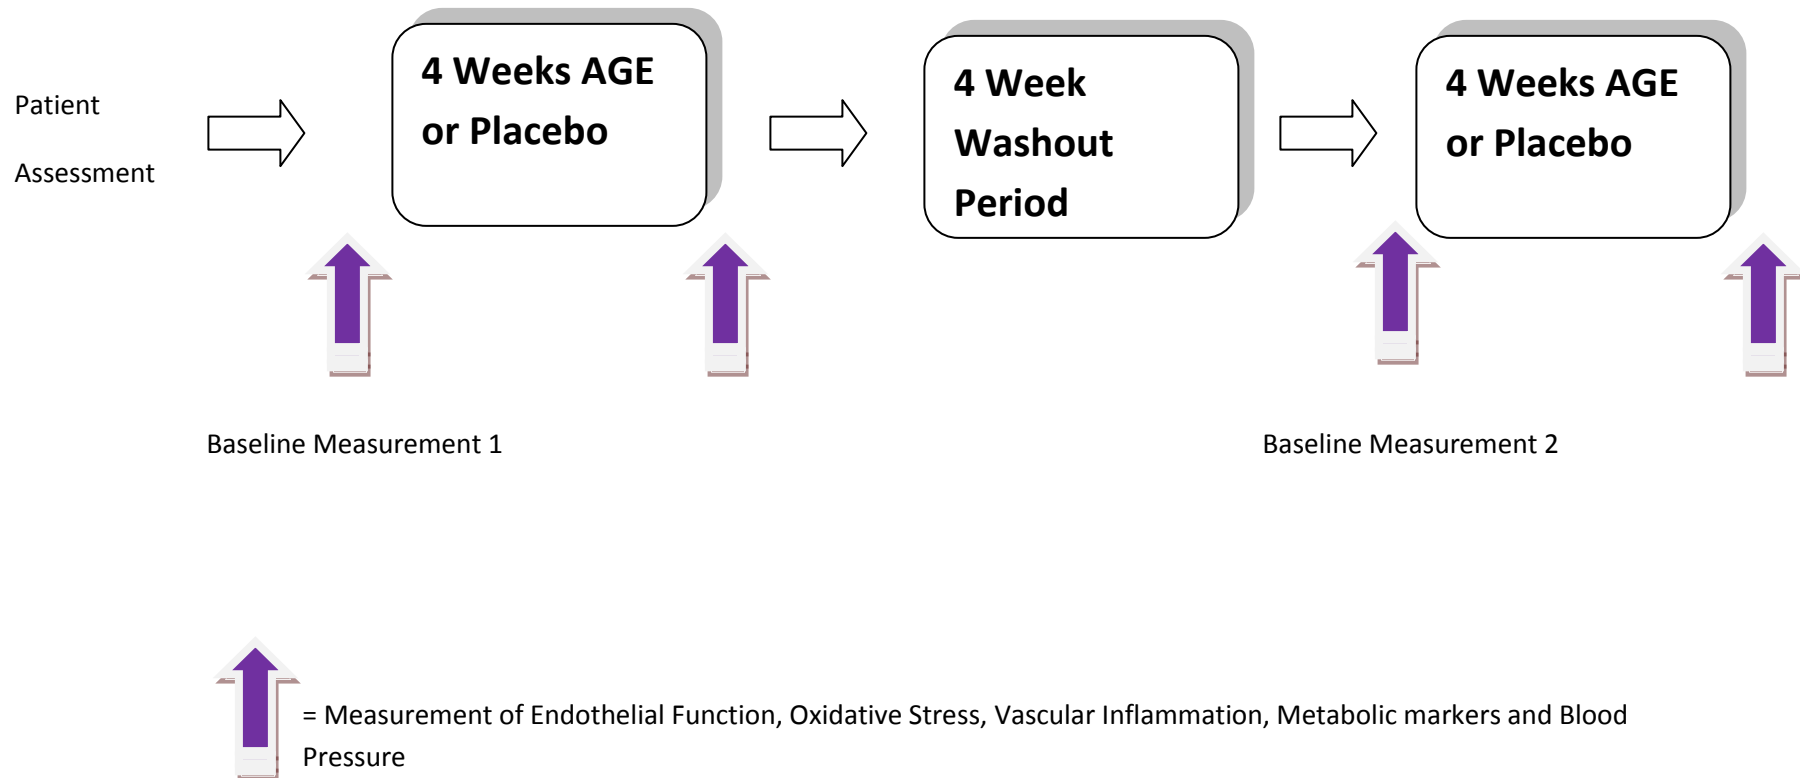 Patient
Assessment
4 Weeks AGE
or Placebo
4 Week
Washout
Period
4 Weeks AGE
or Placebo
Baseline Measurement 1
Baseline Measurement 2
= Measurement of Endothelial Function, Oxidative Stress, Vascular Inflammation, Metabolic markers and Blood
Pressure